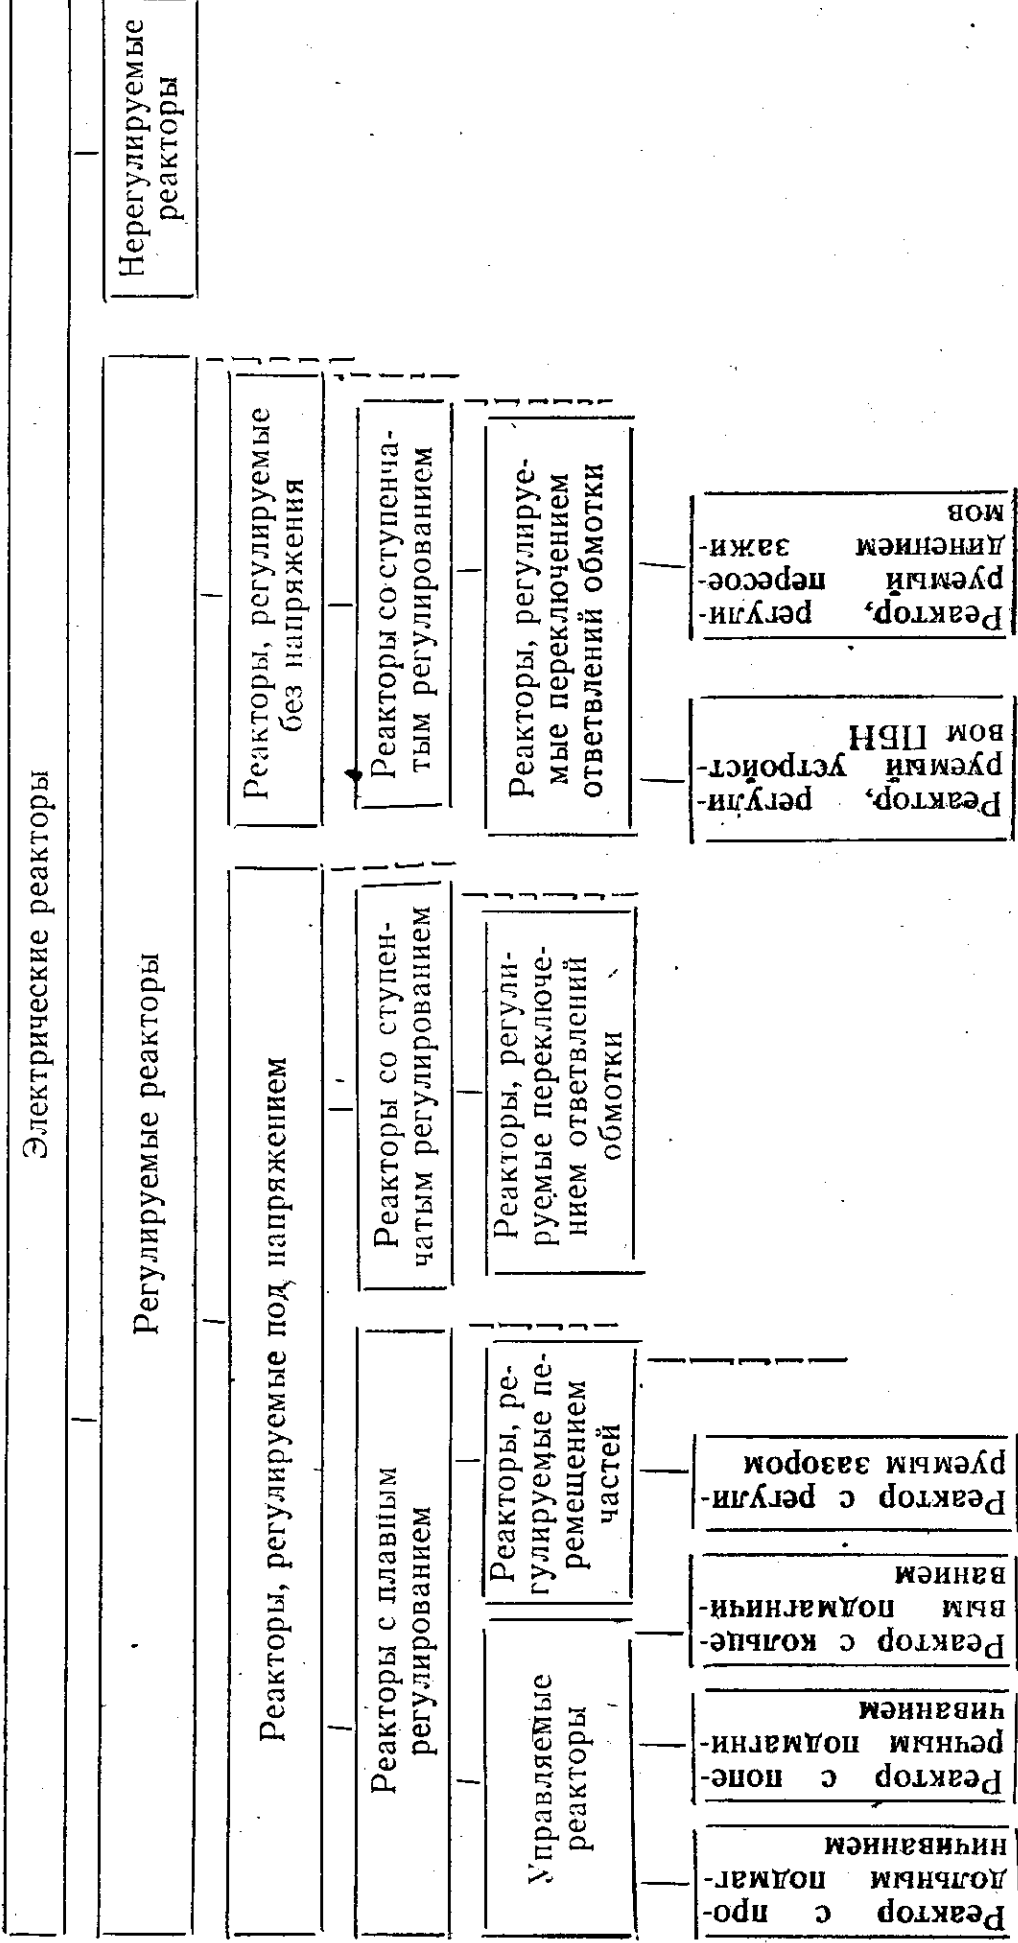 Электрические реакторы
Регулируемые реакторы
Нерегулируемые
реакторы
Реакторы, регулируемые под напряжением
Реакторы, регулируемые
без напряжения
Реакторы с плавным
регулированием
Реакторы со ступен-
чатым регулированием
Реакторы со ступенча-
тым регулированием
Управляемые
реакторы
Реакторы, ре-
гулируемые пе-
ремещением
частей
Реакторы, регули-
руемые переключе-
нием ответвлений
обмотки
Реакторы, регулируе-
мые переключением
ответвлений обмотки
Реактор с про-
дольным подмаг-
ничиванием
Реактор с попе-
речным подмагни-
чиванием
Реактор с кольце-
вым подмагничи-
ванием
Реактор с регули-
руемым зазором
Реактор, регули-
руемый устройст-
вом ПБН
Реактор, регули-
руемый пересое-
динением зажи-
мов